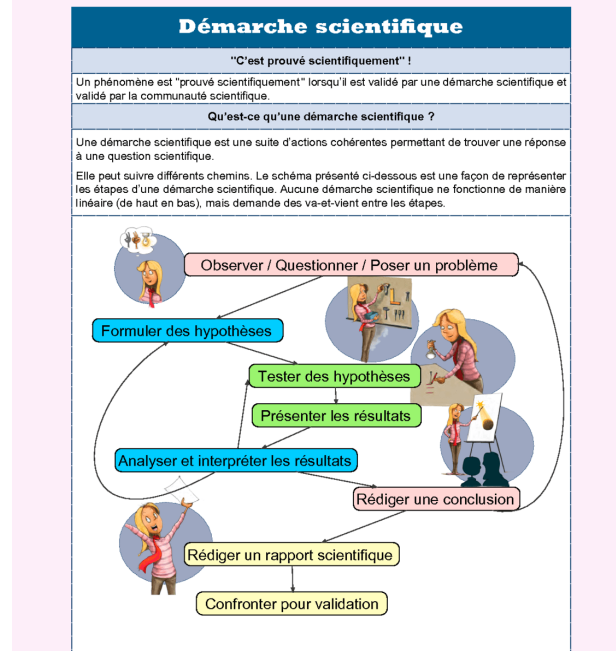 Démarche scientifique
"C'est prouvé scientifiquement" !
Un phénomène est "prouvé scientifiquement" lorsqu'il est validé par une démarche scientifique et
validé par la communauté scientifique.
Qu'est-ce qu'une démarche scientifique ?
Une démarche scientifique est une suite d'actions cohérentes permettant de trouver une réponse
à une question scientifique.
Elle peut suivre différents chemins. Le schéma présenté ci-dessous est une façon de représenter
les étapes d'une démarche scientifique. Aucune démarche scientifique ne fonctionne de manière
linéaire (de haut en bas), mais demande des va-et-vient entre les étapes.
Observer / Questionner / Poser un problème
Formuler des hypothèses
Tester des hypothèses
Présenter les résultats
Analyser et interpréter les résultats
Rédiger une conclusion
Rédiger un rapport scientifique
Confronter pour validation